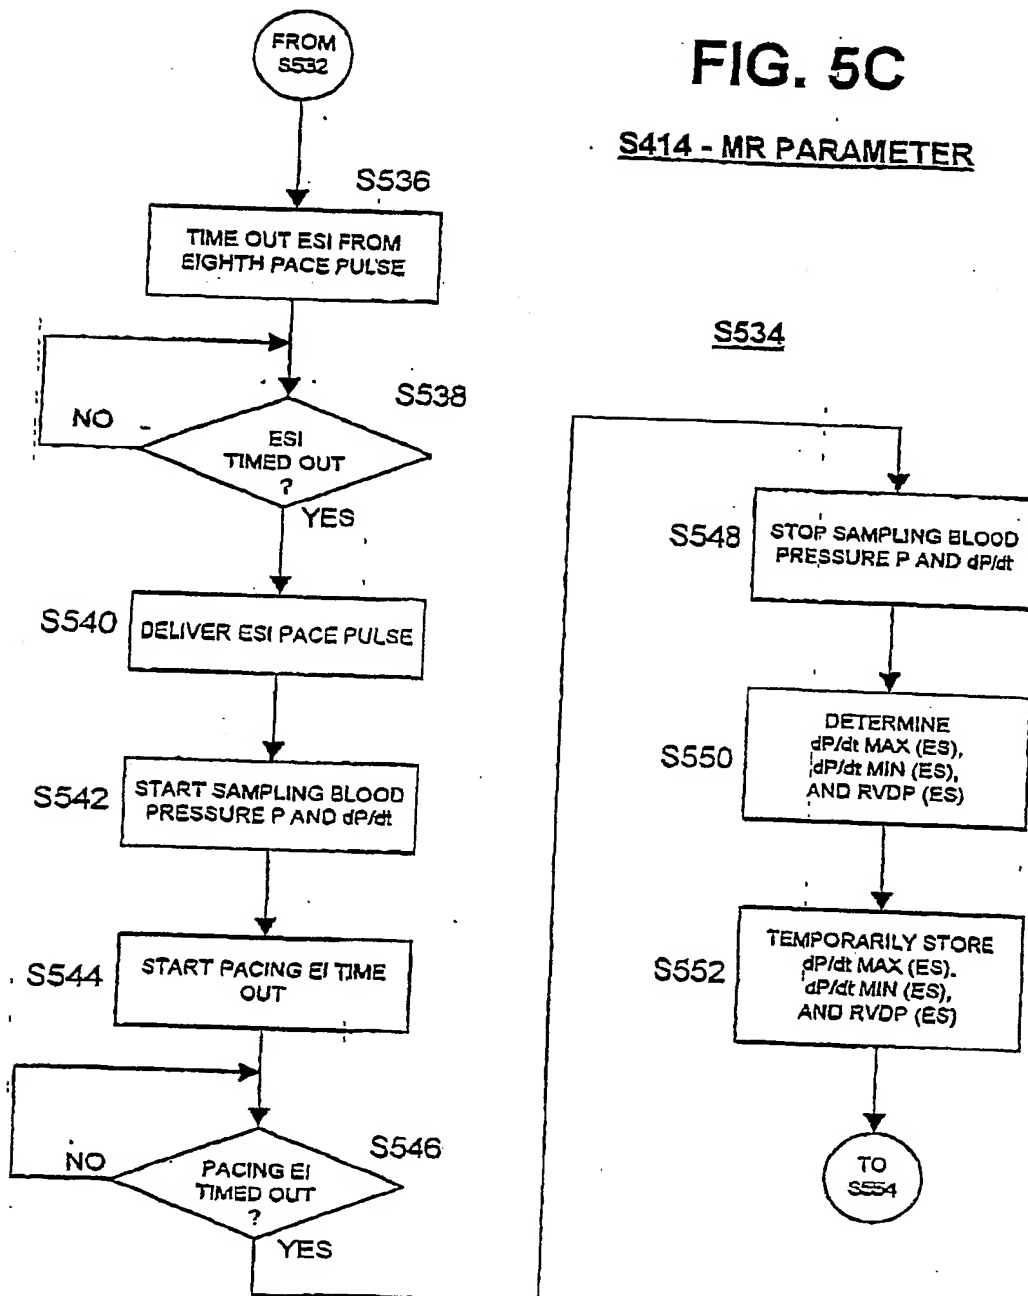 FROM
S532
FIG. 5C
S414 - MR PARAMETER
S536
TIME OUT ESI FROM
EIGHTH PACE PULSE
S538
NO
ESI
TIMED OUT
?
YES
S540
DELIVER ESI PACE PULSE
S542
START SAMPLING BLOOD
PRESSURE P AND dP/dt
S544
START PACING EI TIME
OUT
S546
NO
PACING EI
TIMED OUT
?
YES
S534
S548
STOP SAMPLING BLOOD
PRESSURE P AND dP/dt
S550
DETERMINE
dP/dt MAX (ES),
dP/dt MIN (ES),
AND RVDP (ES)
S552
TEMPORARILY STORE
dP/dt MAX (ES).
dP/dt MIN (ES),
AND RVDP (ES)
TO
S554